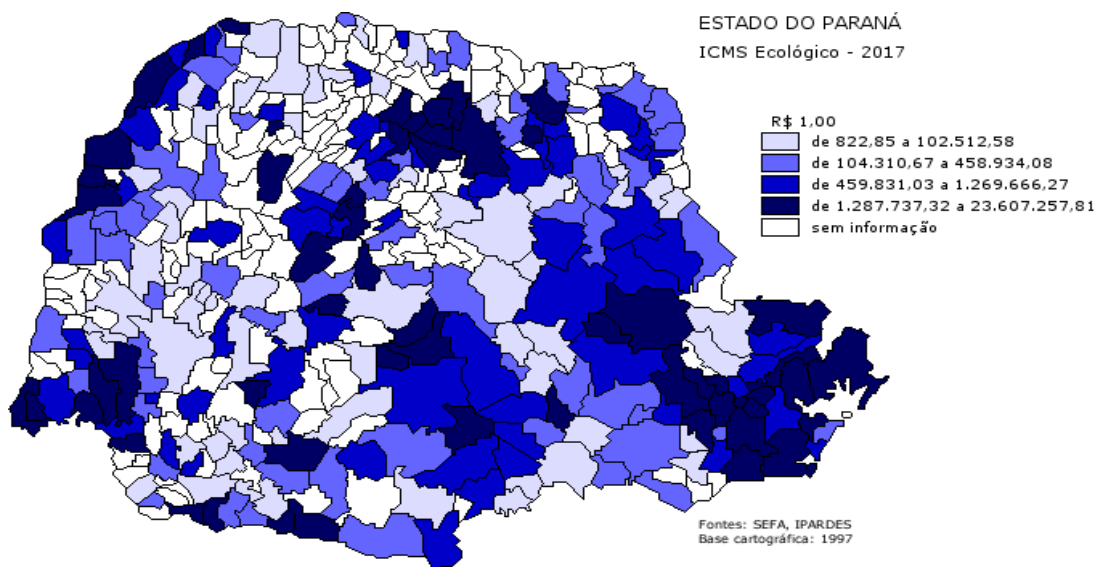 ESTADO DO PARANÁ
ICMS Ecológico - 2017
R$ 1,00
de 822,85 a 102.512,58
de 104.310,67 a 458.934,08
de 459.831,03 a 1.269.666,27
de 1.287.737,32 a 23.607.257,81
sem informação
Fontes: SEFA, IPARDES
Base cartográfica: 1997